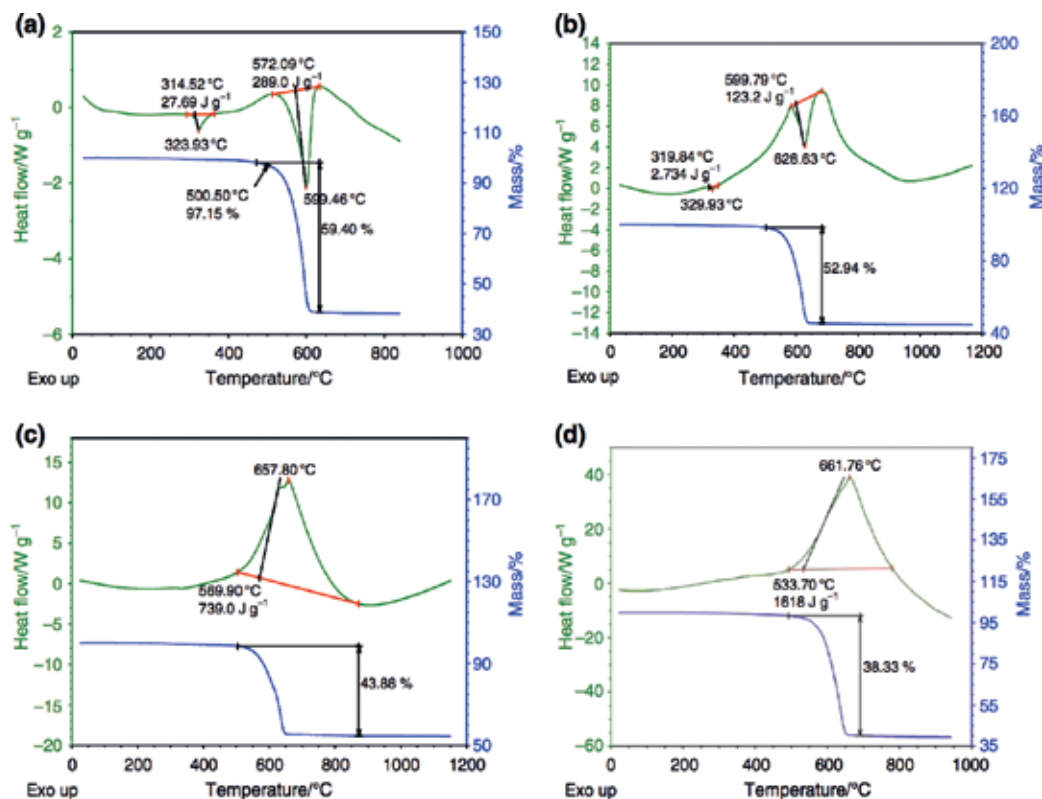 (a)
2
0
−2
−4
−6
Heat flow/W g⁻¹
150
130
110
90
70
50
30
Mass/%
314.52 °C
27.69 J g⁻¹
323.93 °C
572.09 °C
289.0 J g⁻¹
500.50 °C
97.15 %
599.46 °C
59.40 %
0 200 400 600 800 1000
Exo up
Temperature/°C
(b)
14
12
10
8
6
4
2
0
−2
−4
−6
−8
−10
−12
−14
Heat flow/W g⁻¹
200
160
120
80
40
Mass/%
599.79 °C
123.2 J g⁻¹
319.84 °C
2.734 J g⁻¹
329.93 °C
628.63 °C
52.94 %
0 200 400 600 800 1000 1200
Exo up
Temperature/°C
(c)
15
10
5
0
−5
−10
−15
−20
Heat flow/W g⁻¹
170
130
90
50
Mass/%
657.80 °C
569.90 °C
739.0 J g⁻¹
43.88 %
0 200 400 600 800 1000 1200
Exo up
Temperature/°C
(d)
40
20
0
−20
−40
−60
Heat flow/W g⁻¹
175
155
135
115
95
75
55
35
Mass/%
661.76 °C
533.70 °C
1618 J g⁻¹
38.33 %
0 200 400 600 800 1000
Exo up
Temperature/°C